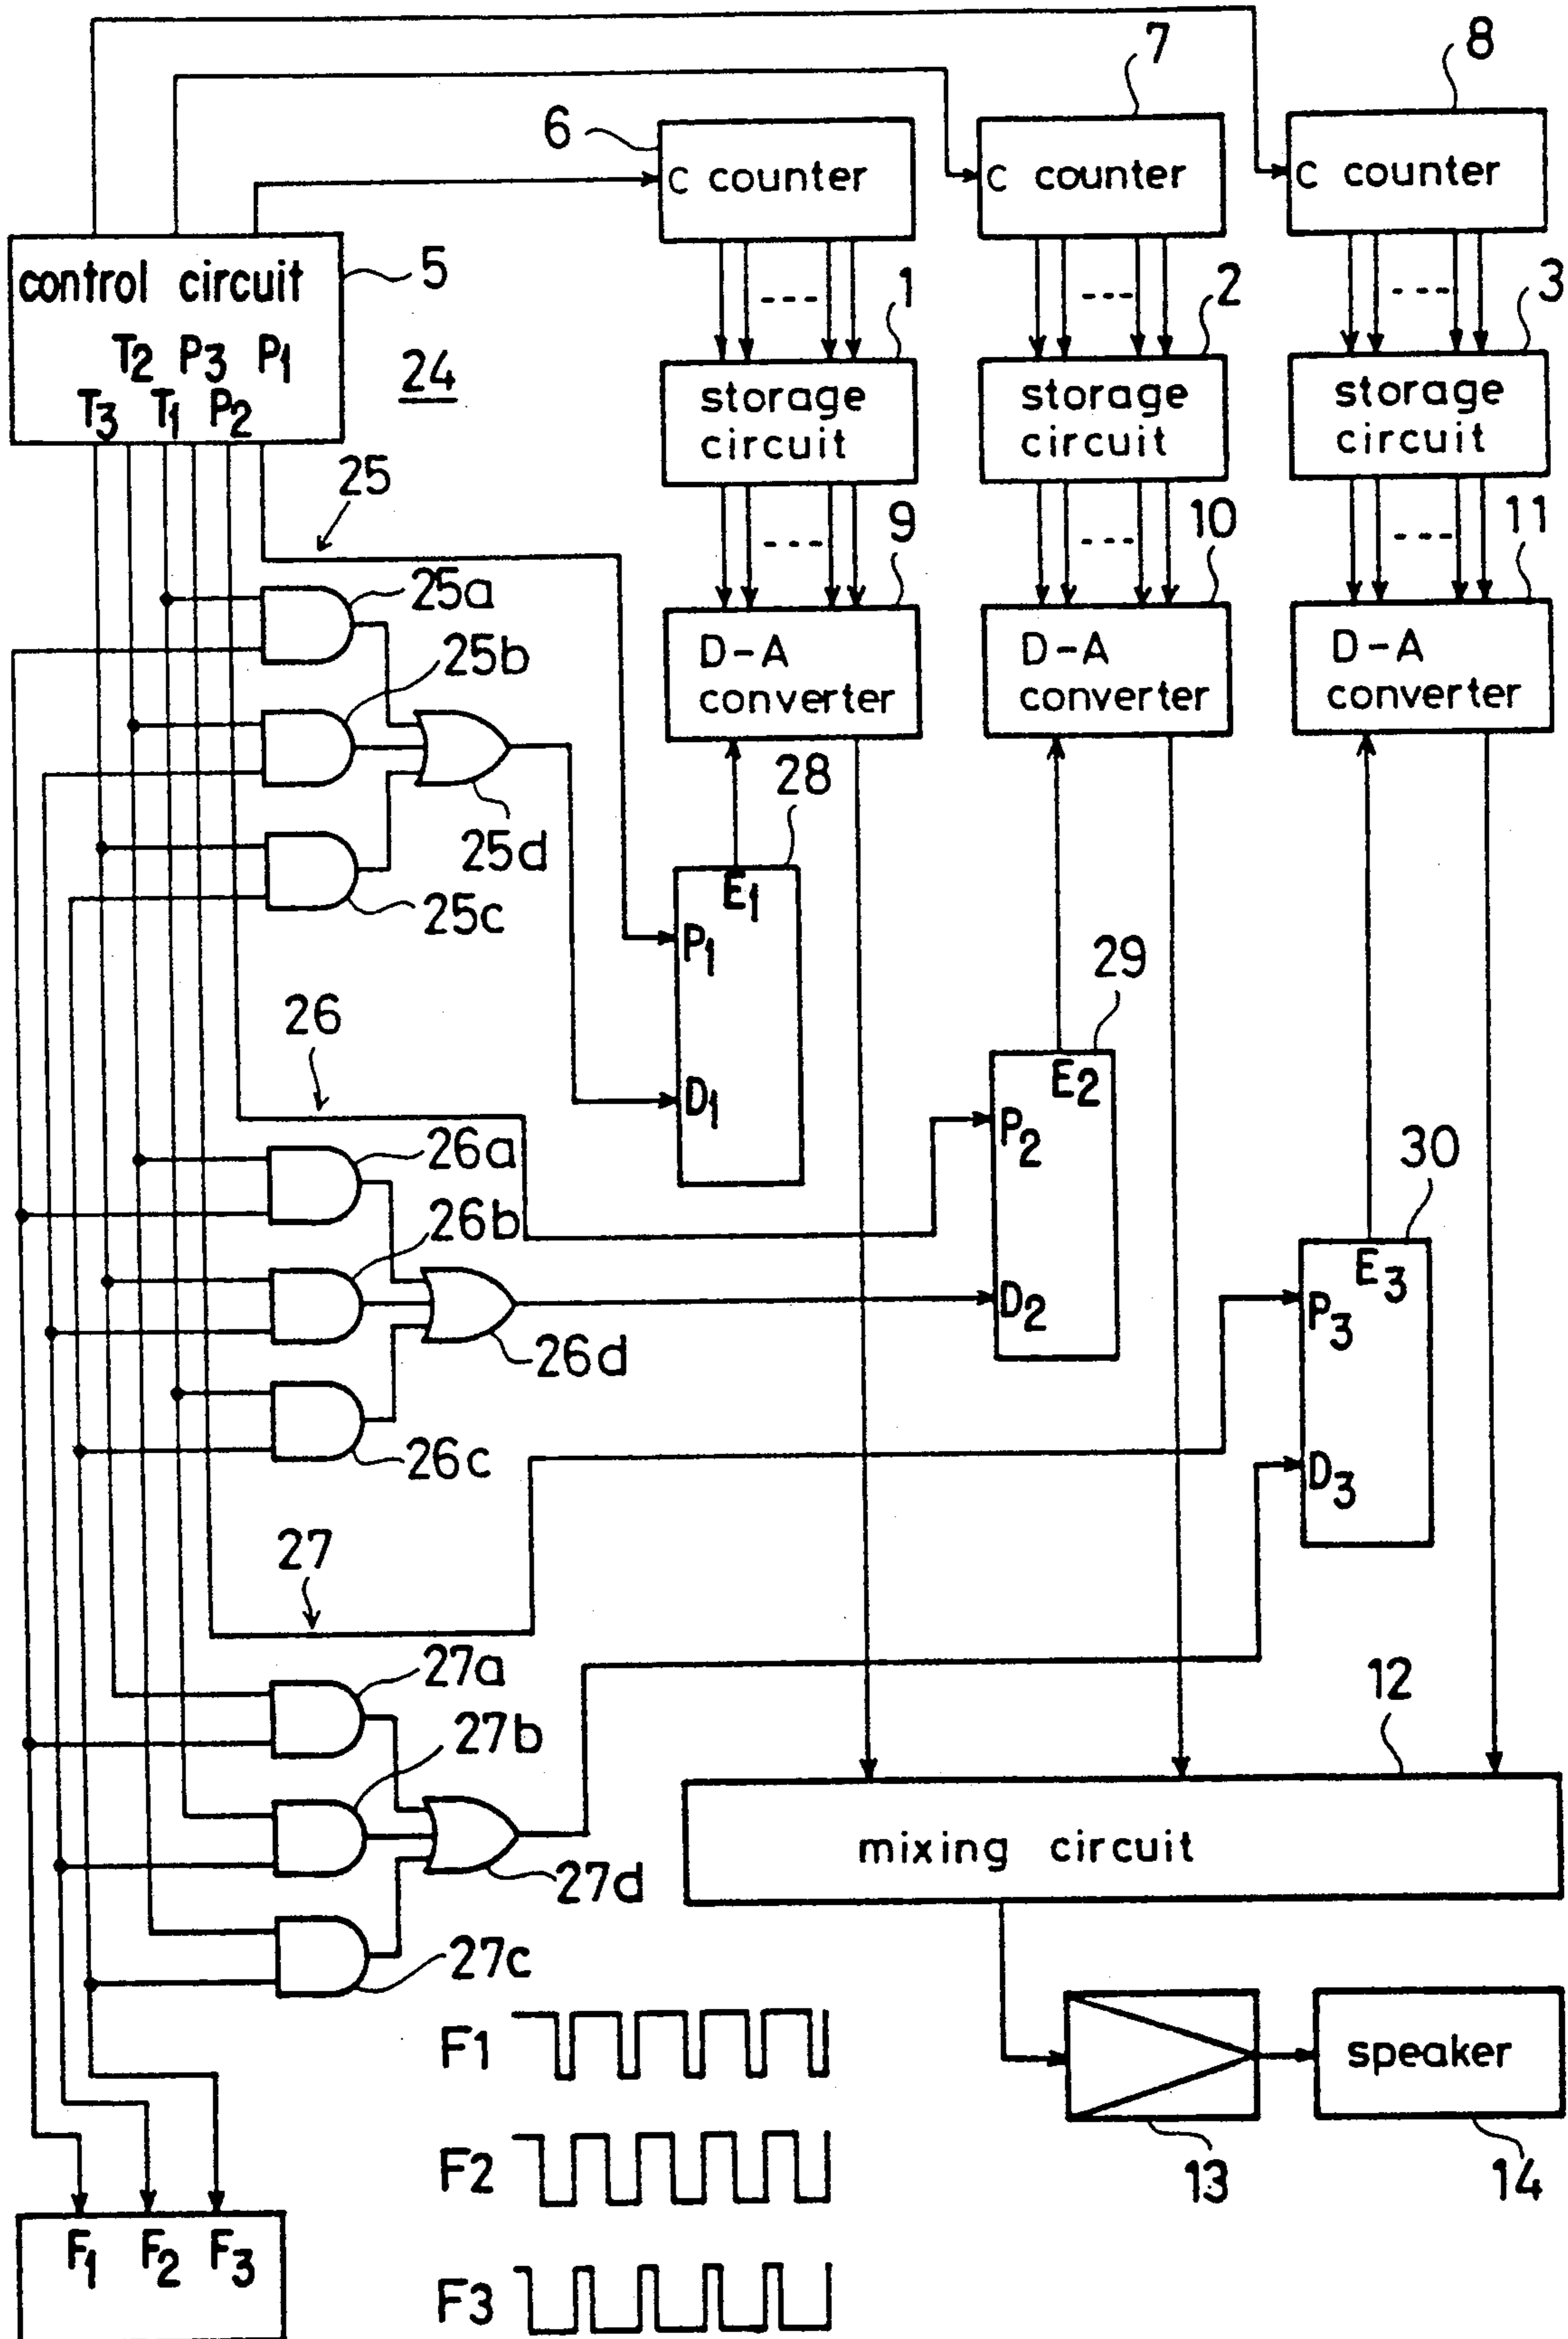 7
8
6
C counter
C counter
C counter
control circuit
5
1
2
3
T2 P3 P1
T3 T1 P2
24
storage
circuit
storage
circuit
storage
circuit
25
9
10
11
25a
25b
D-A
converter
D-A
converter
D-A
converter
28
25d
25c
E1
P1
D1
29
26
E2
P2
D2
26a
26b
30
26d
E3
P3
D3
26c
27
27a
12
27b
mixing circuit
27d
27c
F1
speaker
F2
13
14
F1 F2 F3
F3